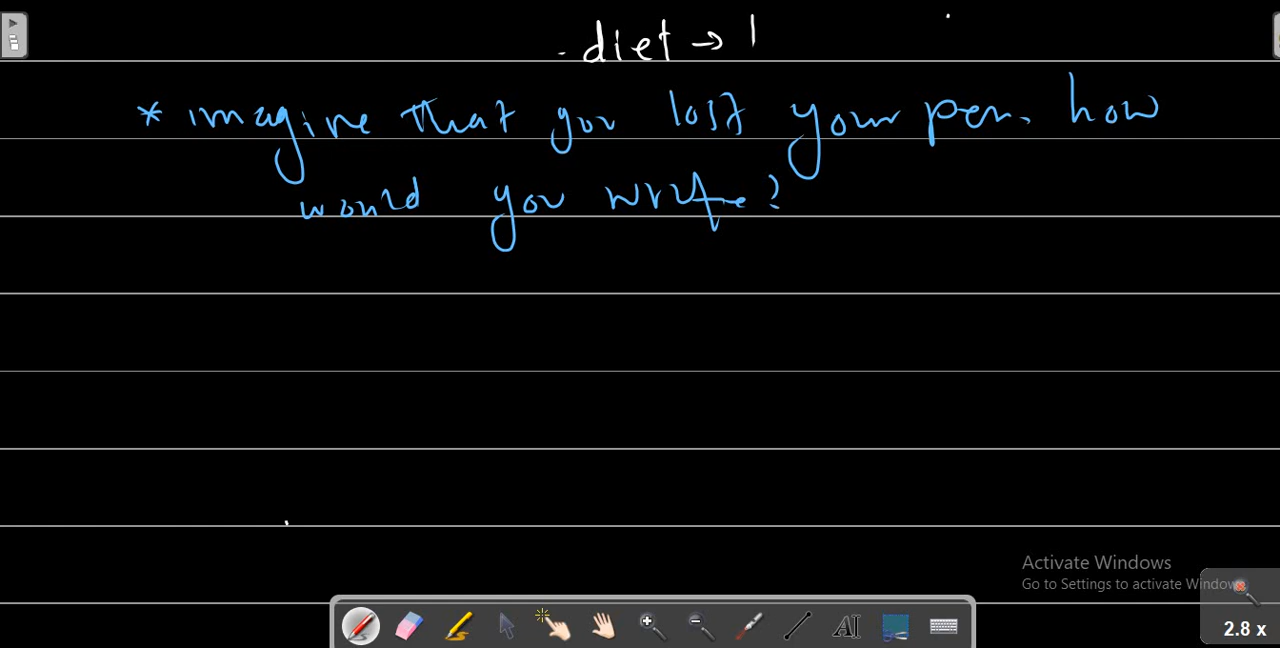 - diet → 1
* imagine that you lost your pen. how
would you write?
Activate Windows
Go to Settings to activate Windows
AI
2.8 x